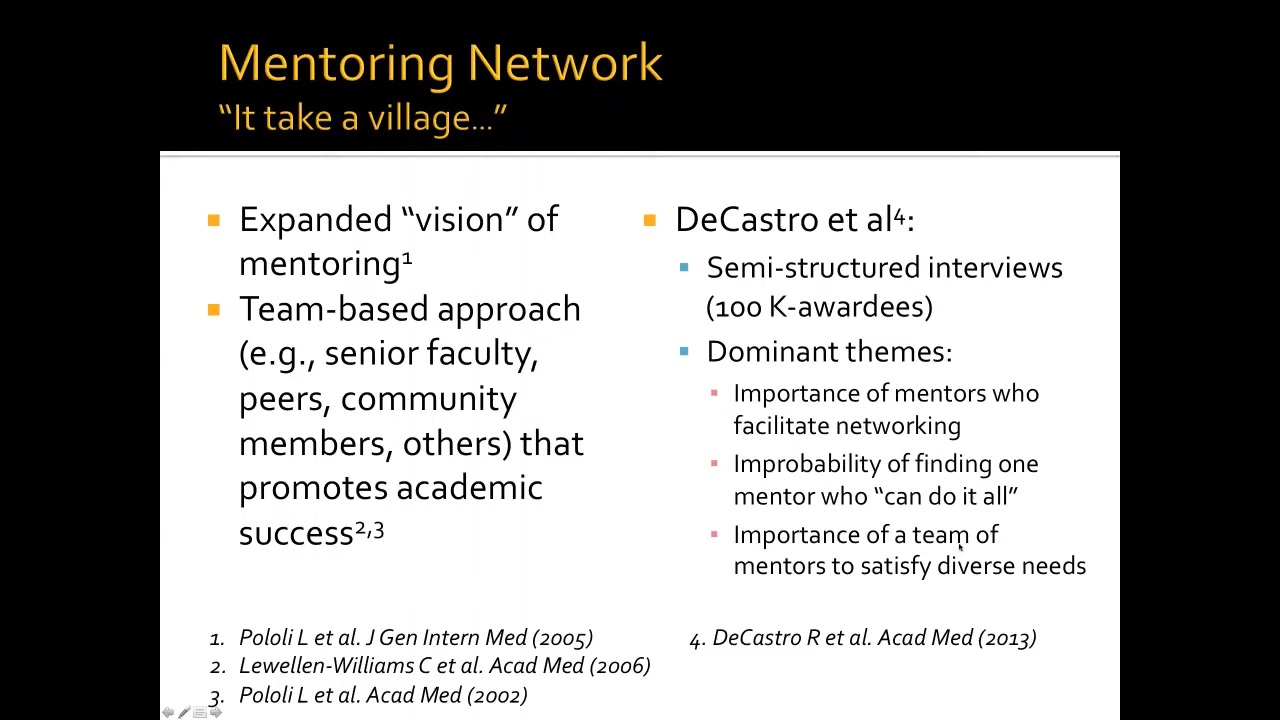 Mentoring Network
“It take a village…”
Expanded “vision” of
mentoring¹
Team-based approach
(e.g., senior faculty,
peers, community
members, others) that
promotes academic
success²,³
DeCastro et al⁴:
Semi-structured interviews
(100 K-awardees)
Dominant themes:
Importance of mentors who
facilitate networking
Improbability of finding one
mentor who “can do it all”
Importance of a team of
mentors to satisfy diverse needs
1. Pololi L et al. J Gen Intern Med (2005)
2. Lewellen-Williams C et al. Acad Med (2006)
3. Pololi L et al. Acad Med (2002)
4. DeCastro R et al. Acad Med (2013)